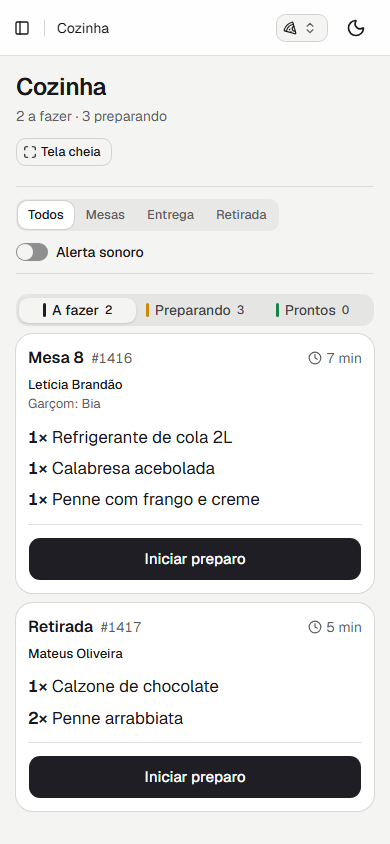 Cozinha
Cozinha
2 a fazer · 3 preparando
Tela cheia
Todos Mesas Entrega Retirada
Alerta sonoro
A fazer 2 Preparando 3 Prontos 0
Mesa 8 #1416 7 min
Letícia Brandão
Garçom: Bia
1× Refrigerante de cola 2L
1× Calabresa acebolada
1× Penne com frango e creme
Iniciar preparo
Retirada #1417 5 min
Mateus Oliveira
1× Calzone de chocolate
2× Penne arrabbiata
Iniciar preparo